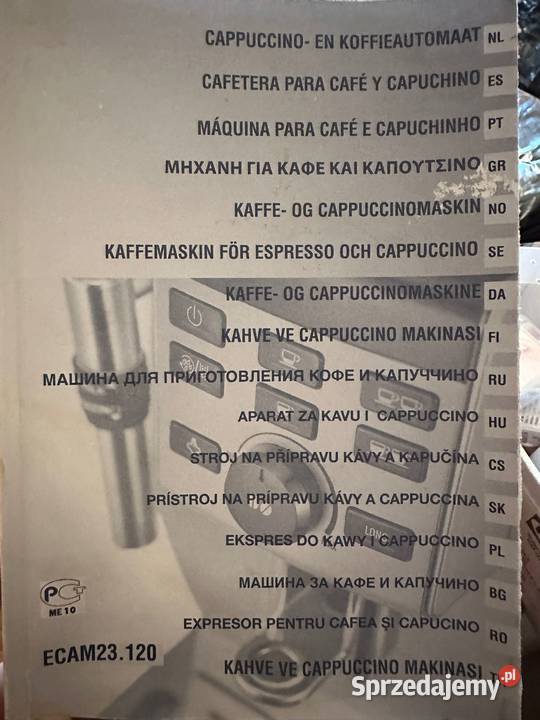 CAPPUCCINO- EN KOFFIEAUTOMAAT NL
CAFETERA PARA CAFÉ Y CAPUCHINO ES
MÁQUINA PARA CAFÉ E CAPUCHINHO PT
ΜΗΧΑΝΗ ΓΙΑ ΚΑΦΕ ΚΑΙ ΚΑΠΟΥΤΣΙΝΟ GR
KAFFE- OG CAPPUCCINOMASKIN NO
KAFFEMASKIN FÖR ESPRESSO OCH CAPPUCCINO SE
KAFFE- OG CAPPUCCINOMASKINE DA
KAHVE VE CAPPUCCINO MAKINASI FI
МАШИНА ДЛЯ ПРИГОТОВЛЕНИЯ КОФЕ И КАПУЧЧИНО RU
APARAT ZA KAVU I CAPPUCCINO HU
STROJ NA PŘÍPRAVU KÁVY A KAPUČÍNA CS
PRÍSTROJ NA PRÍPRAVU KÁVY A CAPPUCCINA SK
LONG
EKSPRES DO KAWY I CAPPUCCINO PL
МАШИНА ЗА КАФЕ И КАПУЧИНО BG
ME 10
EXPRESOR PENTRU CAFEA ȘI CAPUCINO RO
ECAM23.120
KAHVE VE CAPPUCCINO MAKINASI
Sprzedajemy.pl